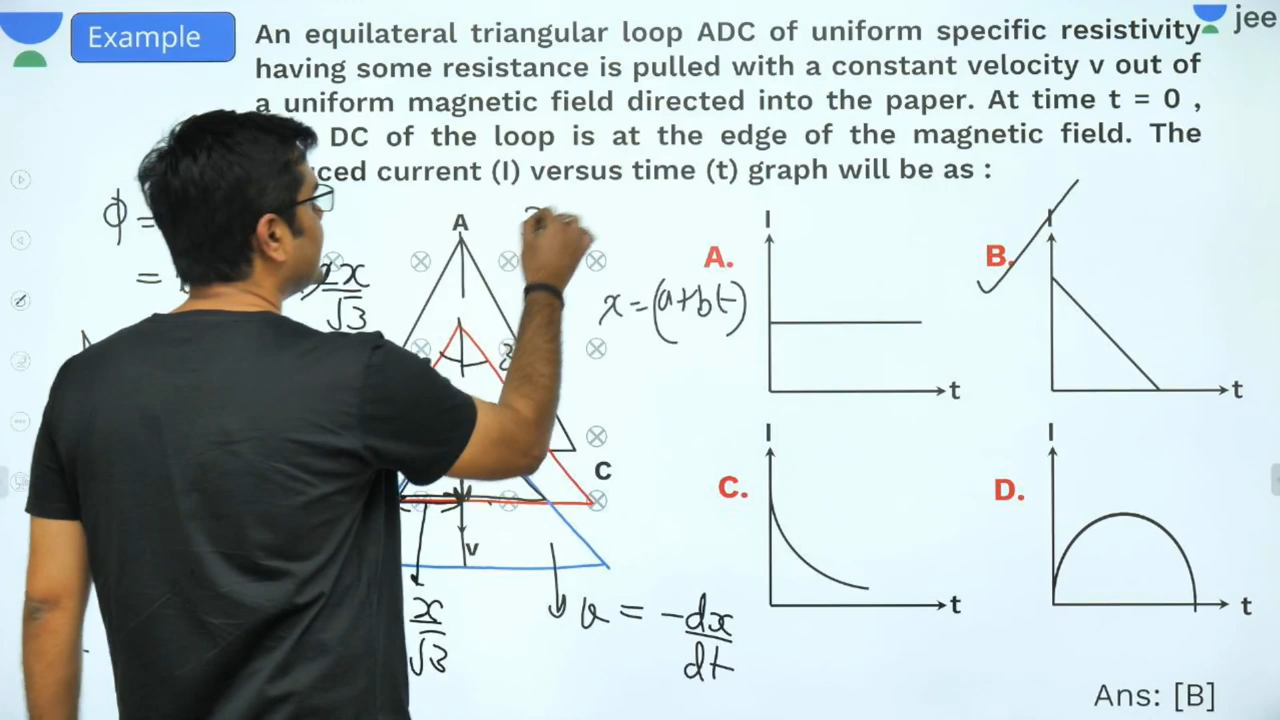 Example
An equilateral triangular loop ADC of uniform specific resistivity
having some resistance is pulled with a constant velocity v out of
a uniform magnetic field directed into the paper. At time t = 0 ,
DC of the loop is at the edge of the magnetic field. The
ced current (I) versus time (t) graph will be as :
jee
ϕ =
=
2x
√3
A
C
v
x = (a+bt)
x
√3
v = -dx
dt
A.
I
t
B.
I
t
C.
I
t
D.
I
t
Ans: [B]